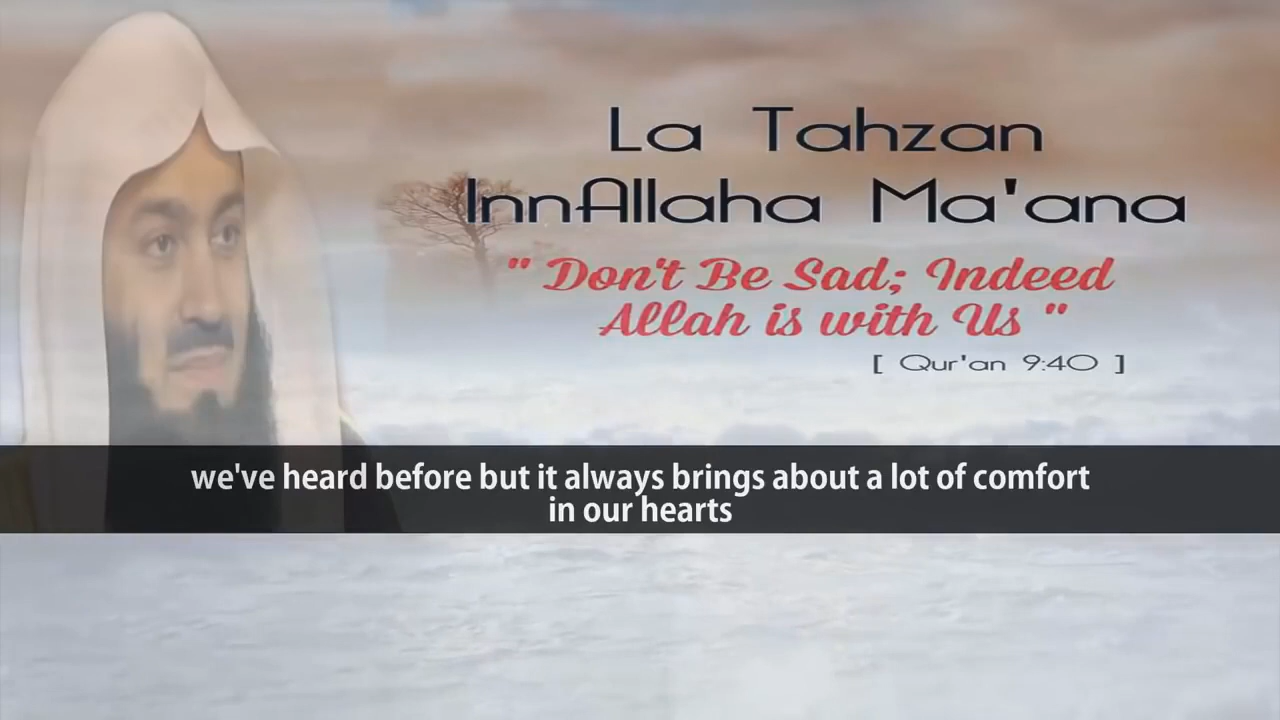 La Tahzan
InnAllaha Ma'ana
" Don't Be Sad; Indeed
Allah is with Us "
[ Qur'an 9:40 ]
we've heard before but it always brings about a lot of comfort
in our hearts